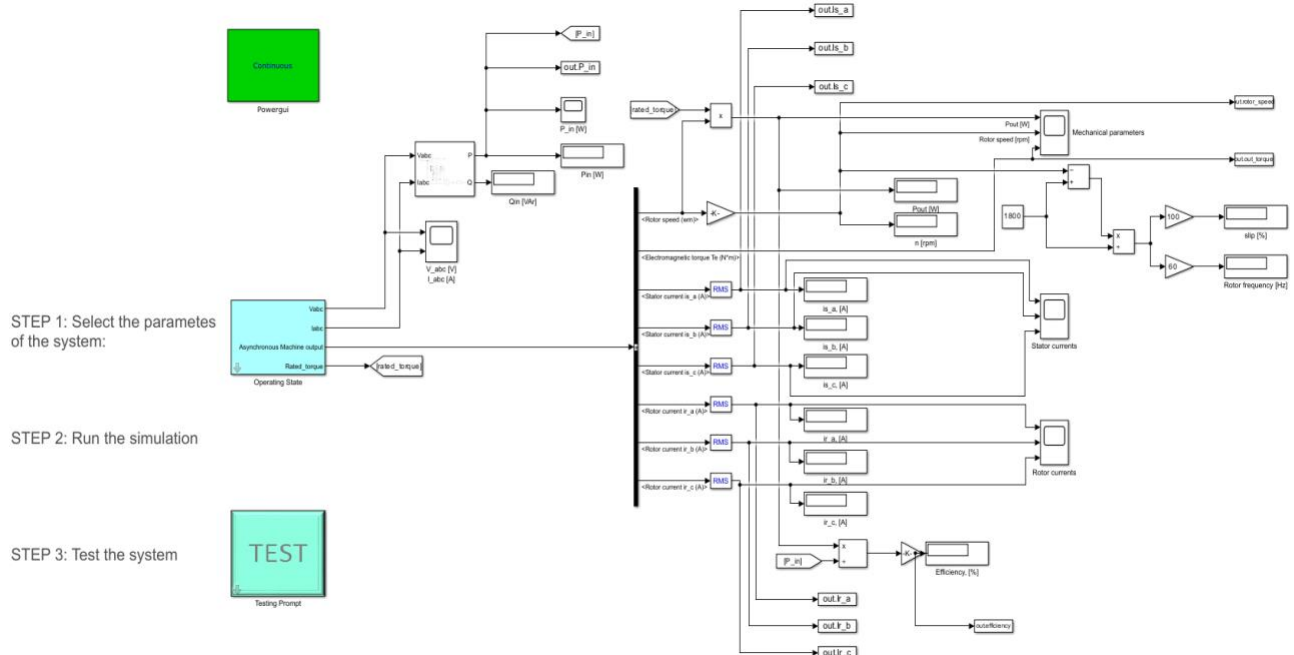 out.Is_a
[P_in]
out.Is_b
Continuous
out.P_in
out.Is_c
Powergui
P_in [W]
rated_torque]
x
Pout [W]
Rotor speed [rpm]
Mechanical parameters
ut.rotor_speed
Vabc
P
Iabc
Q
Pin [W]
Qin [VAr]
out.out_torque
−
+
Pout [W]
<Rotor speed (wm)>
-K-
n [rpm]
1800
x
÷
100
slip [%]
60
Rotor frequency [Hz]
V_abc [V]
I_abc [A]
<Electromagnetic torque Te (N*m)>
<Stator current is_a (A)>
RMS
is_a, [A]
<Stator current is_b (A)>
RMS
is_b, [A]
Stator currents
<Stator current is_c (A)>
RMS
is_c, [A]
STEP 1: Select the parametes
of the system:
Vabc
Iabc
Asynchronous Machine output
Rated_torque
Operating State
[rated_torque]
<Rotor current ir_a (A)>
RMS
ir_a, [A]
STEP 2: Run the simulation
<Rotor current ir_b (A)>
RMS
ir_b, [A]
Rotor currents
<Rotor current ir_c (A)>
RMS
ir_c, [A]
STEP 3: Test the system
TEST
Testing Prompt
[P_in]
x
÷
-K-
Efficiency, [%]
out.Ir_a
out.Ir_b
out.efficiency
out.Ir_c